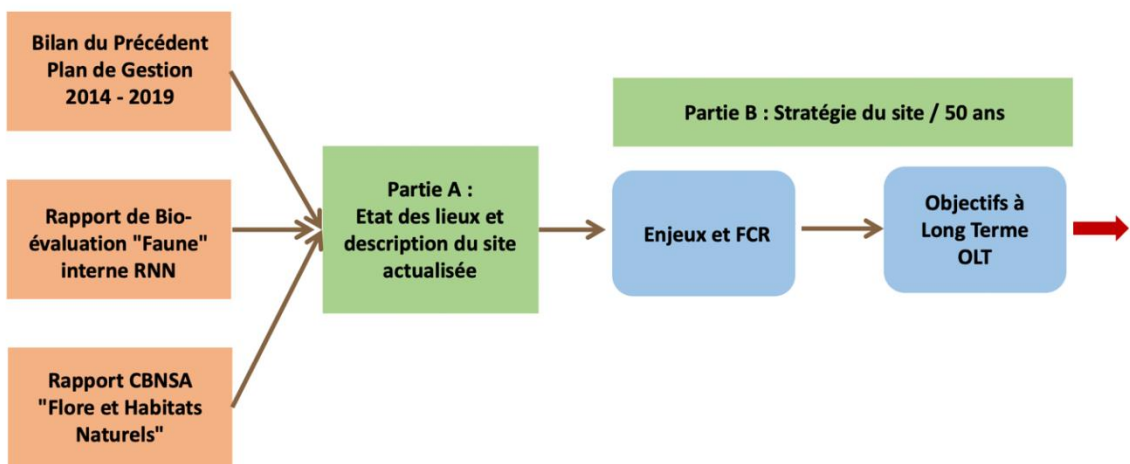 Bilan du Précédent
Plan de Gestion
2014 - 2019
Rapport de Bio-
évaluation "Faune"
interne RNN
Rapport CBNSA
"Flore et Habitats
Naturels"
Partie A :
Etat des lieux et
description du site
actualisée
Partie B : Stratégie du site / 50 ans
Enjeux et FCR
Objectifs à
Long Terme
OLT